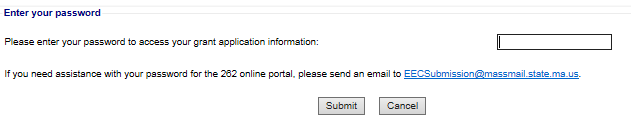 Enter your password
Please enter your password to access your grant application information:
If you need assistance with your password for the 262 online portal, please send an email to EECSubmission@massmail.state.ma.us.
Submit Cancel